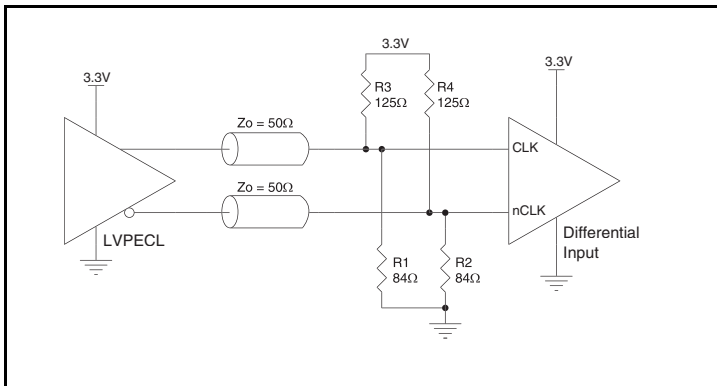 3.3V
3.3V
3.3V
R3
125Ω
R4
125Ω
Zo = 50Ω
CLK
Zo = 50Ω
nCLK
LVPECL
Differential
Input
R1
84Ω
R2
84Ω